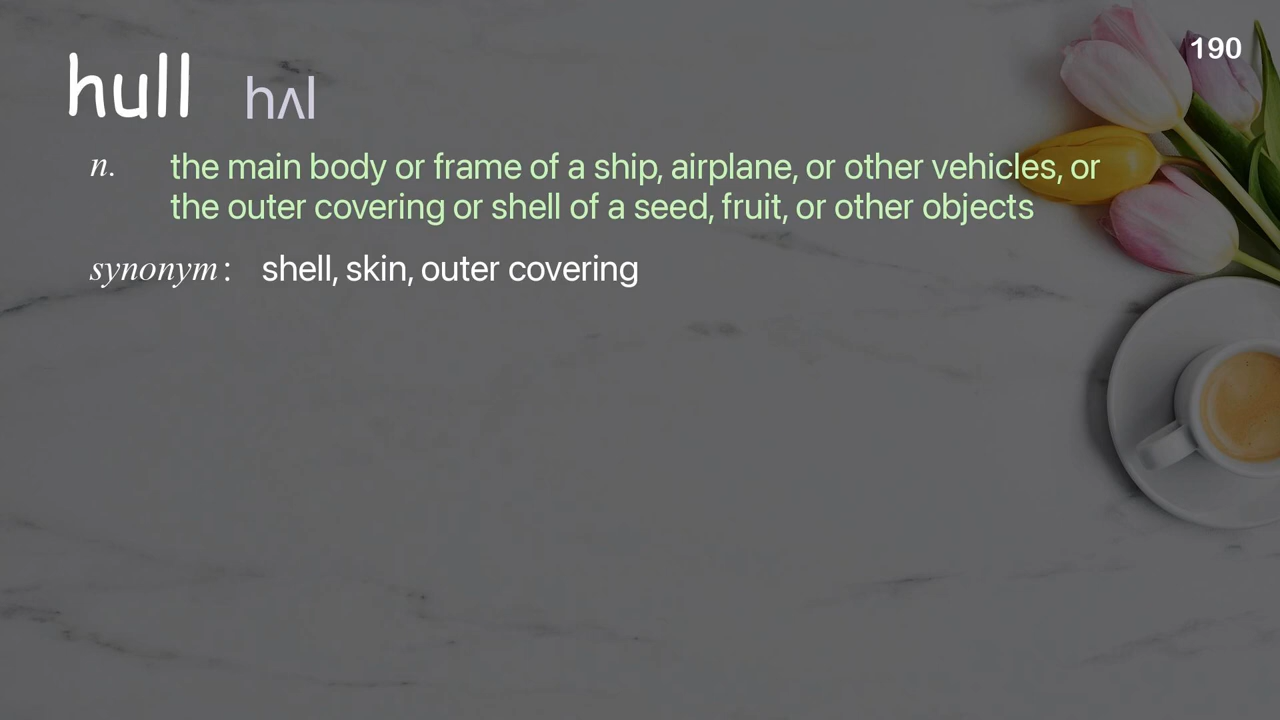 190
hull hʌl
n. the main body or frame of a ship, airplane, or other vehicles, or
the outer covering or shell of a seed, fruit, or other objects
synonym: shell, skin, outer covering